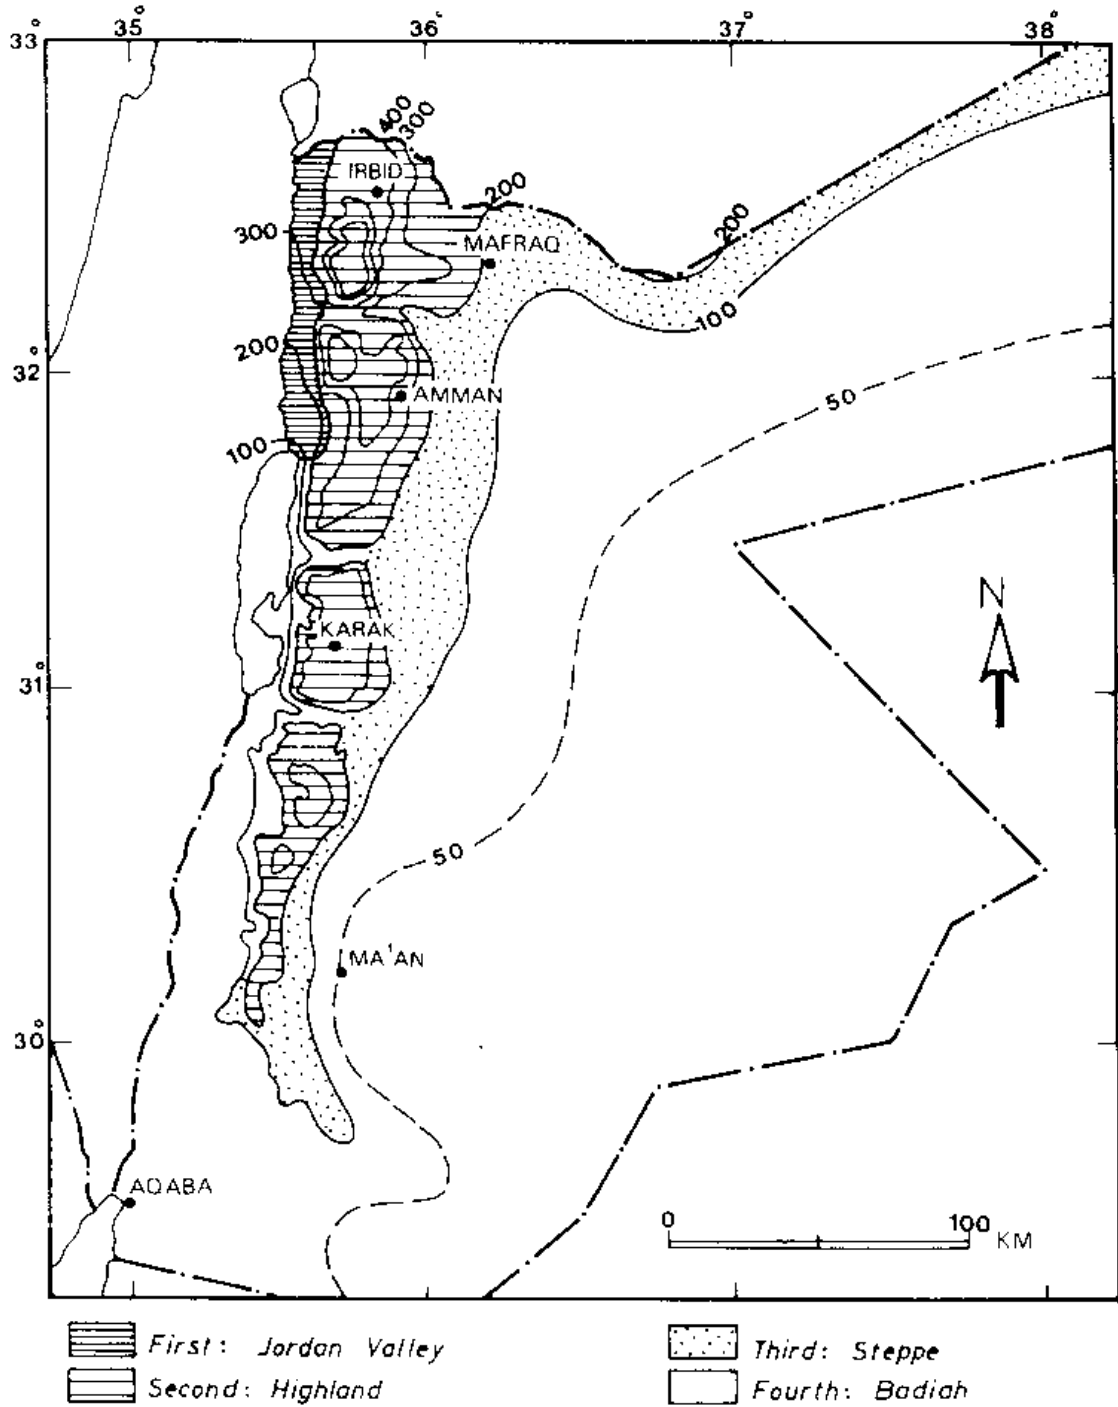 35° 36° 37° 38°
33°
400
300
IRBID
200
300
MAFRAQ
200
100
200
32°
AMMAN
50
100
N
KARAK
31°
50
MA'AN
30°
AQABA
0 100 KM
First: Jordan Valley
Second: Highland
Third: Steppe
Fourth: Badiah